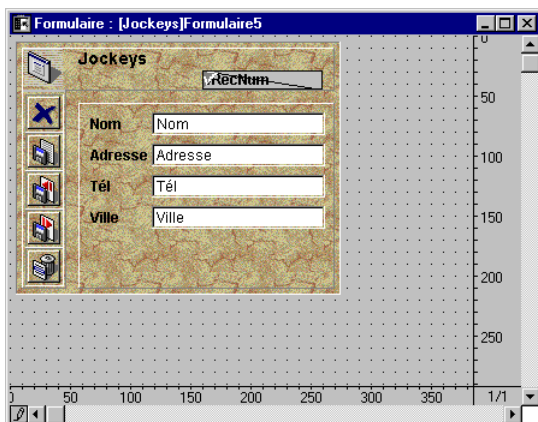 Formulaire : [Jockeys]Formulaire5
Jockeys
RecNum
Nom Nom
Adresse Adresse
Tél Tél
Ville Ville
0
50
100
150
200
250
0 50 100 150 200 250 300 350 1/1